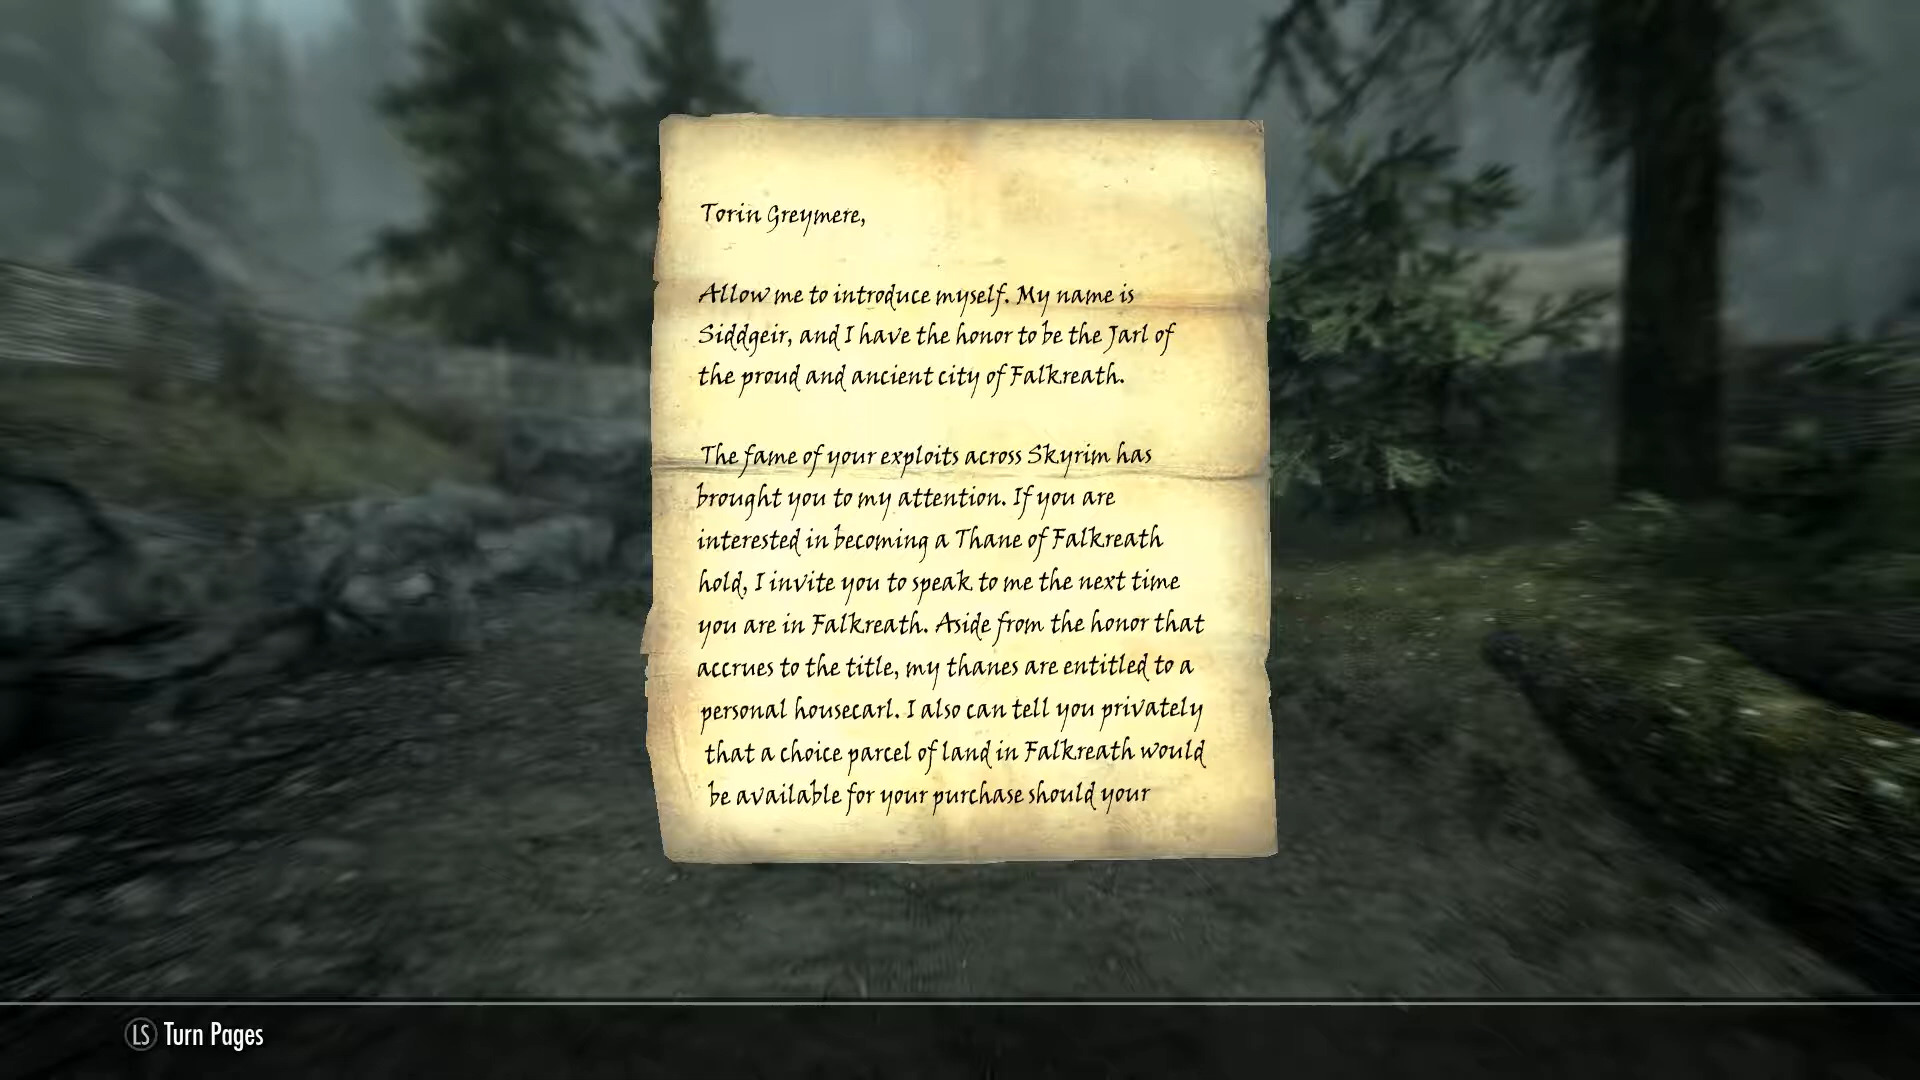 Torin Greymere,
Allow me to introduce myself. My name is
Siddgeir, and I have the honor to be the Jarl of
the proud and ancient city of Falkreath.
The fame of your exploits across Skyrim has
brought you to my attention. If you are
interested in becoming a Thane of Falkreath
hold, I invite you to speak to me the next time
you are in Falkreath. Aside from the honor that
accrues to the title, my thanes are entitled to a
personal housecarl. I also can tell you privately
that a choice parcel of land in Falkreath would
be available for your purchase should your
LS Turn Pages